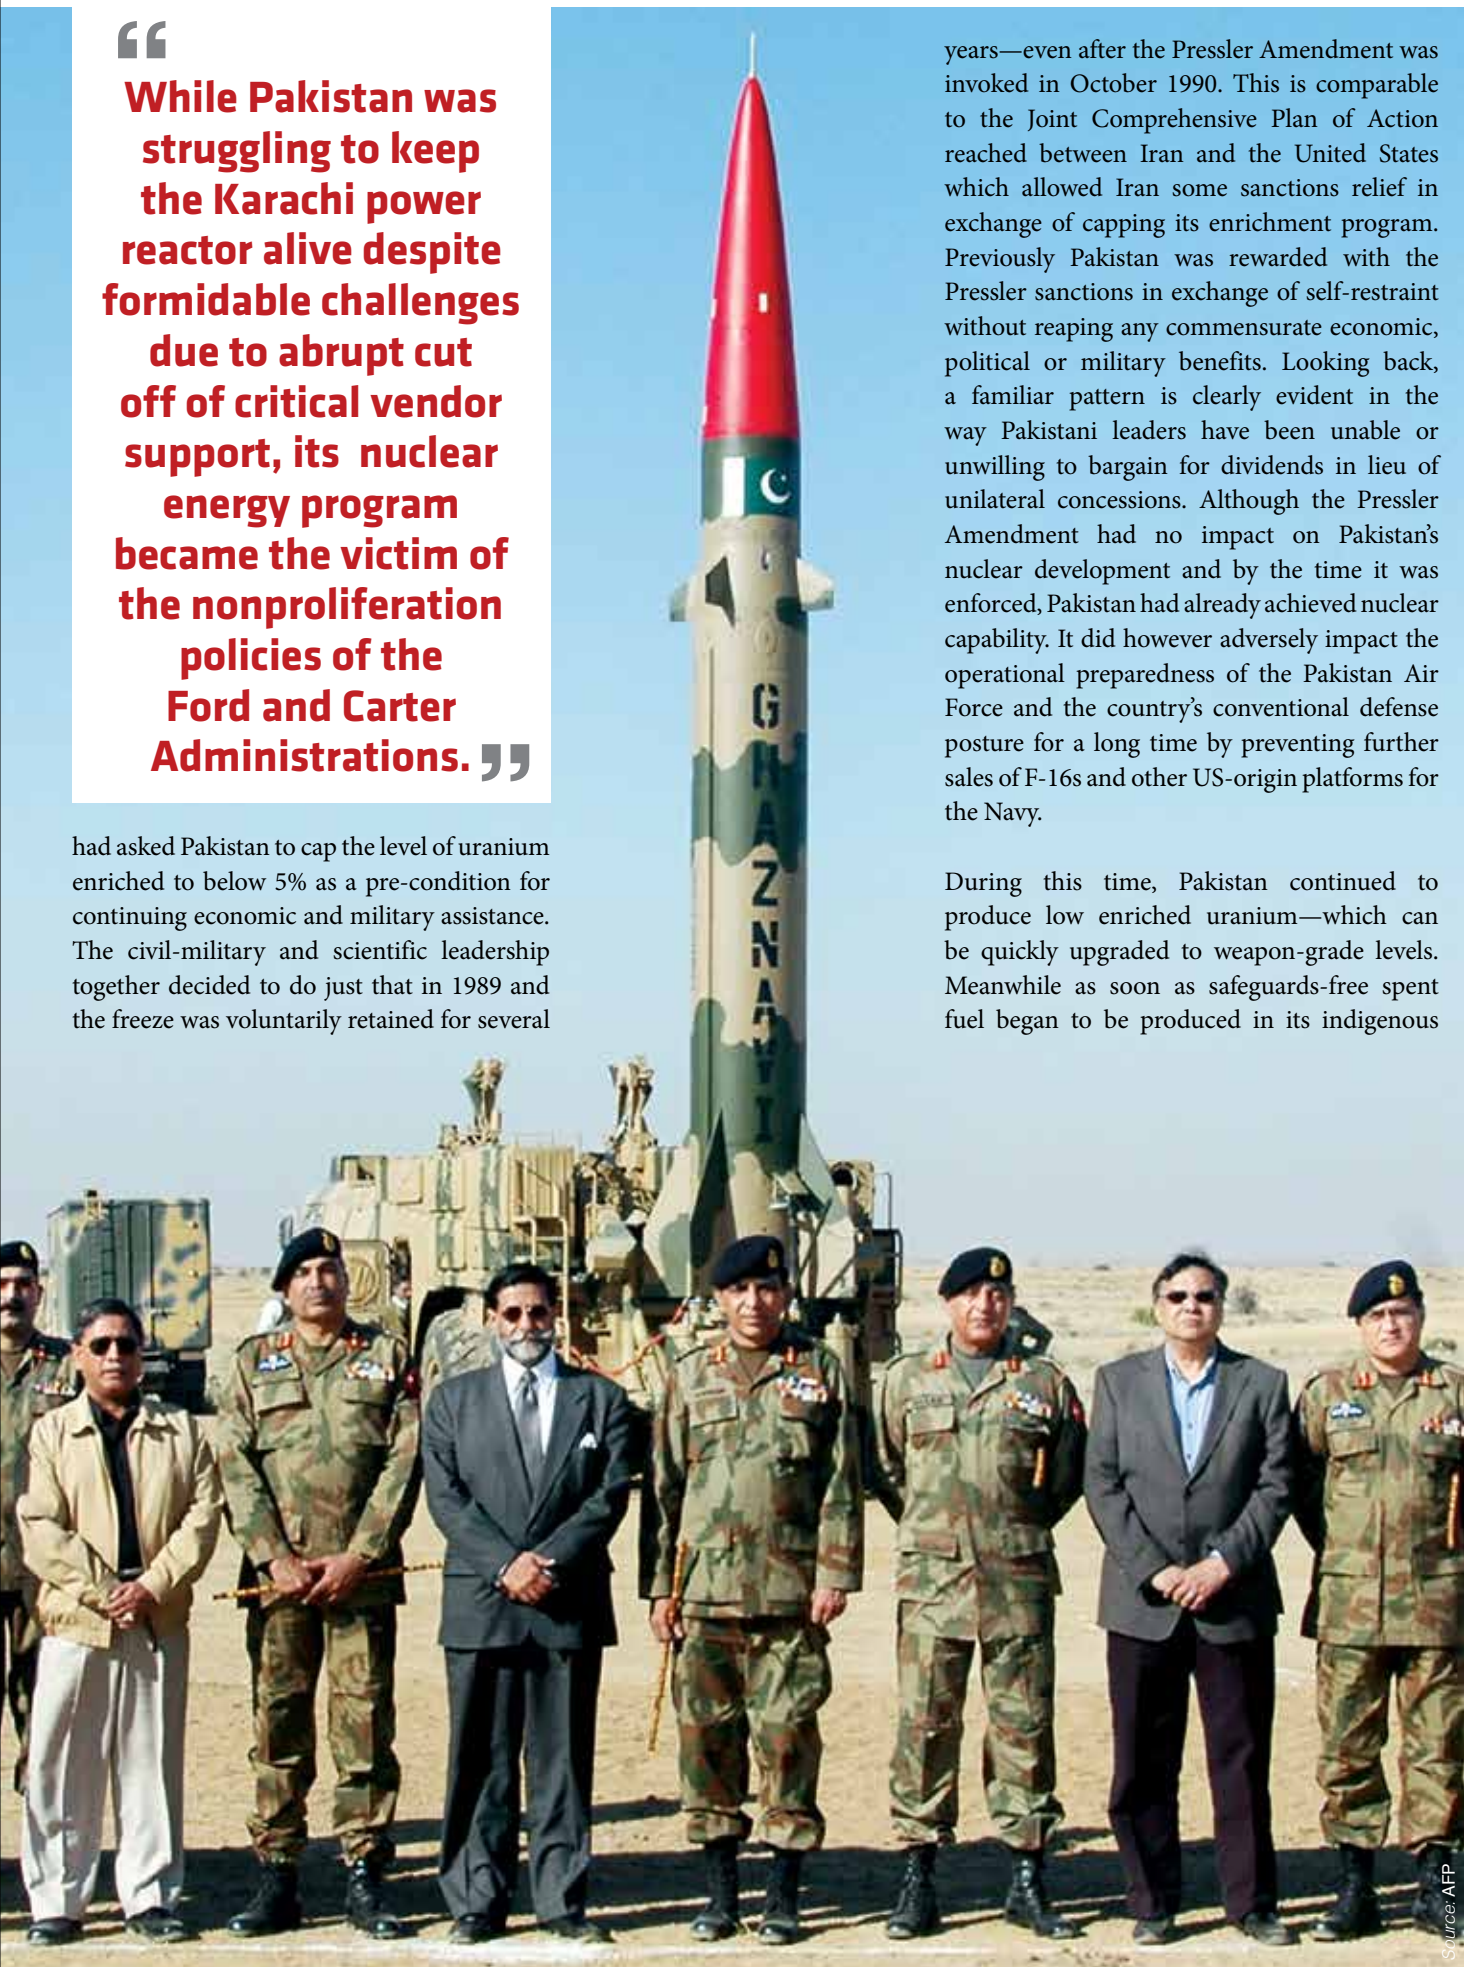 “
While Pakistan was
struggling to keep
the Karachi power
reactor alive despite
formidable challenges
due to abrupt cut
off of critical vendor
support, its nuclear
energy program
became the victim of
the nonproliferation
policies of the
Ford and Carter
Administrations. ”
had asked Pakistan to cap the level of uranium
enriched to below 5% as a pre-condition for
continuing economic and military assistance.
The civil-military and scientific leadership
together decided to do just that in 1989 and
the freeze was voluntarily retained for several
years—even after the Pressler Amendment was
invoked in October 1990. This is comparable
to the Joint Comprehensive Plan of Action
reached between Iran and the United States
which allowed Iran some sanctions relief in
exchange of capping its enrichment program.
Previously Pakistan was rewarded with the
Pressler sanctions in exchange of self-restraint
without reaping any commensurate economic,
political or military benefits. Looking back,
a familiar pattern is clearly evident in the
way Pakistani leaders have been unable or
unwilling to bargain for dividends in lieu of
unilateral concessions. Although the Pressler
Amendment had no impact on Pakistan’s
nuclear development and by the time it was
enforced, Pakistan had already achieved nuclear
capability. It did however adversely impact the
operational preparedness of the Pakistan Air
Force and the country’s conventional defense
posture for a long time by preventing further
sales of F-16s and other US-origin platforms for
the Navy.
During this time, Pakistan continued to
produce low enriched uranium—which can
be quickly upgraded to weapon-grade levels.
Meanwhile as soon as safeguards-free spent
fuel began to be produced in its indigenous
GHAZNAVI
Source: AFP